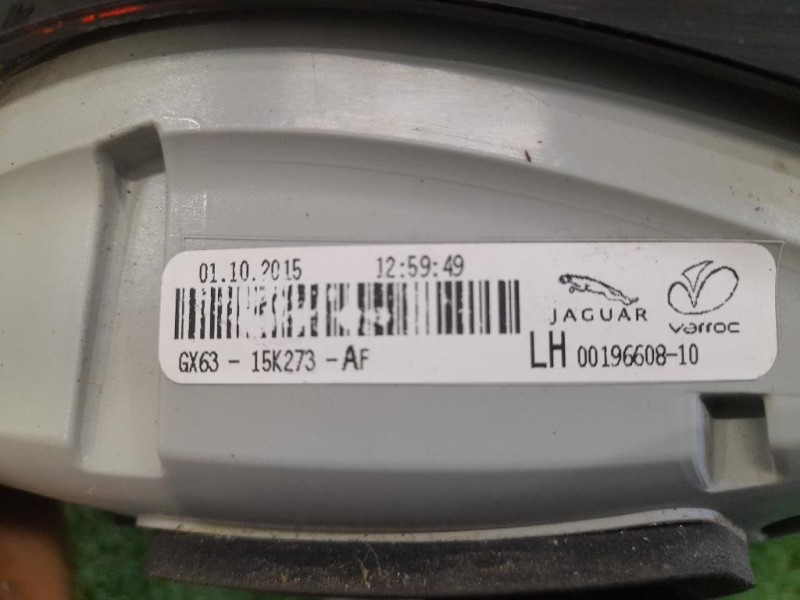 01.10.2015 12:59:49
JAGUAR varroc
GX63 - 15K273 - AF LH 00196608-10